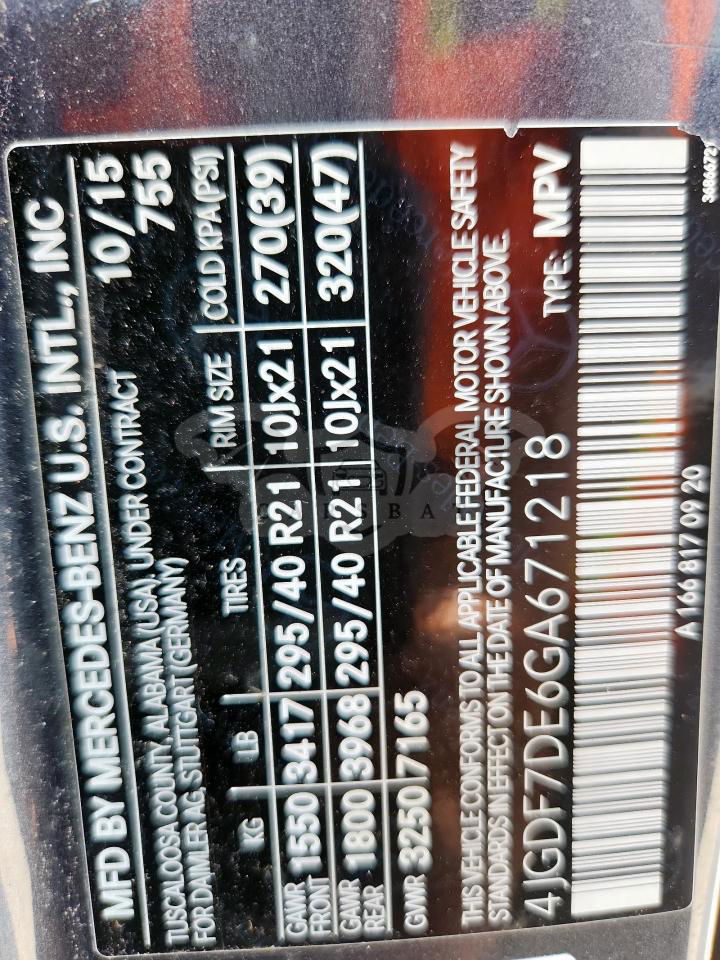 MFD BY MERCEDES-BENZ U.S. INTL., INC
TUSCALOOSA COUNTY, ALABAMA (USA), UNDER CONTRACT 10/15
FOR DAIMLER AG, STUTTGART (GERMANY) 755
KG LB TIRES RIM SIZE COLD KPA (PSI)
GAWR FRONT 1550 3417 295/40 R21 10Jx21 270(39)
GAWR REAR 1800 3968 295/40 R21 10Jx21 320(47)
GVWR 3250 7165
THIS VEHICLE CONFORMS TO ALL APPLICABLE FEDERAL MOTOR VEHICLE SAFETY
STANDARDS IN EFFECT ON THE DATE OF MANUFACTURE SHOWN ABOVE.
4JGDF7DE6GA671218 TYPE: MPV
A 166 817 09 20